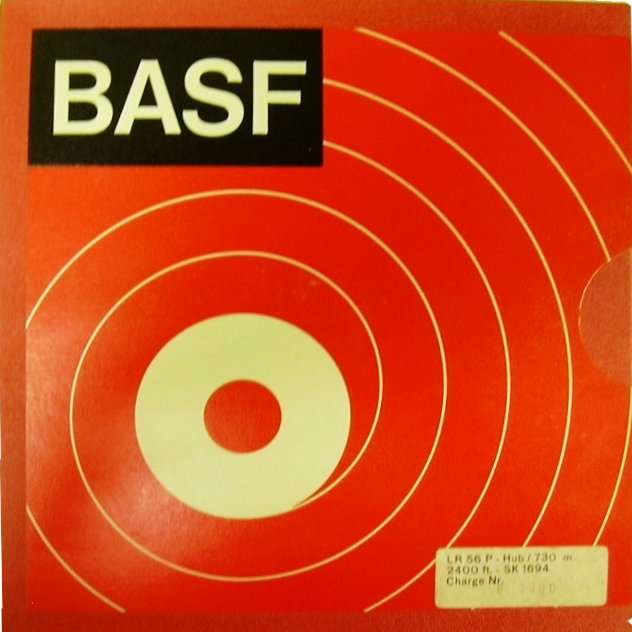 BASF
LR 56 P - Hub / 730 m
2400 ft. - SK 1694
Charge Nr.